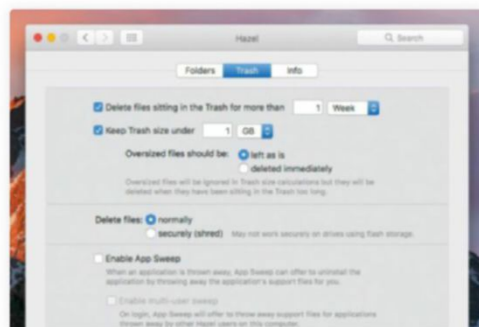 Hazel
Search
Folders Trash Info
Delete files sitting in the Trash for more than 1 Week
Keep Trash size under 1 GB
Oversized files should be: left as is
deleted immediately
Oversized files will be ignored in Trash size calculations but they will be
deleted when they have been sitting in the Trash too long.
Delete files: normally
securely (shred) May not work securely on drives using flash storage.
Enable App Sweep
When an application is thrown away, App Sweep can offer to uninstall the
application by throwing away the application's support files for you.
Enable multi-user sweep
On login, App Sweep will offer to throw away support files for applications
thrown away by other Hazel users on this computer.